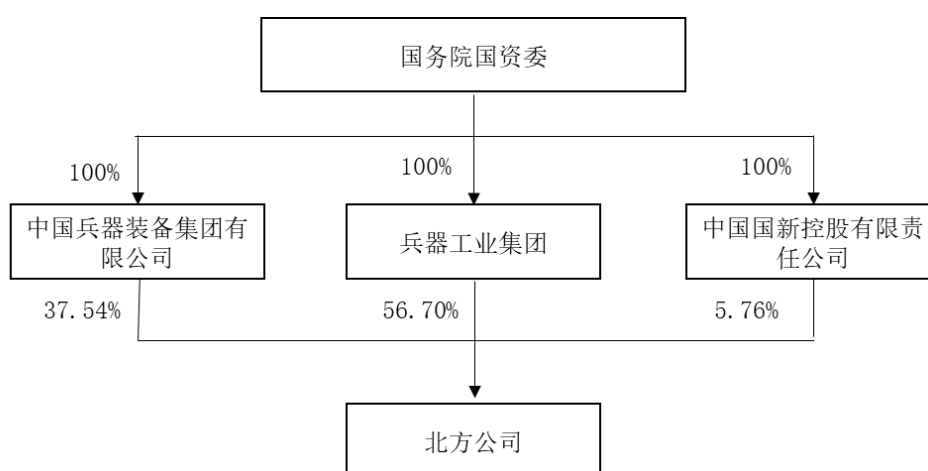 国务院国资委
100%
100%
100%
中国兵器装备集团有
限公司
兵器工业集团
中国国新控股有限责
任公司
37.54%
56.70%
5.76%
北方公司